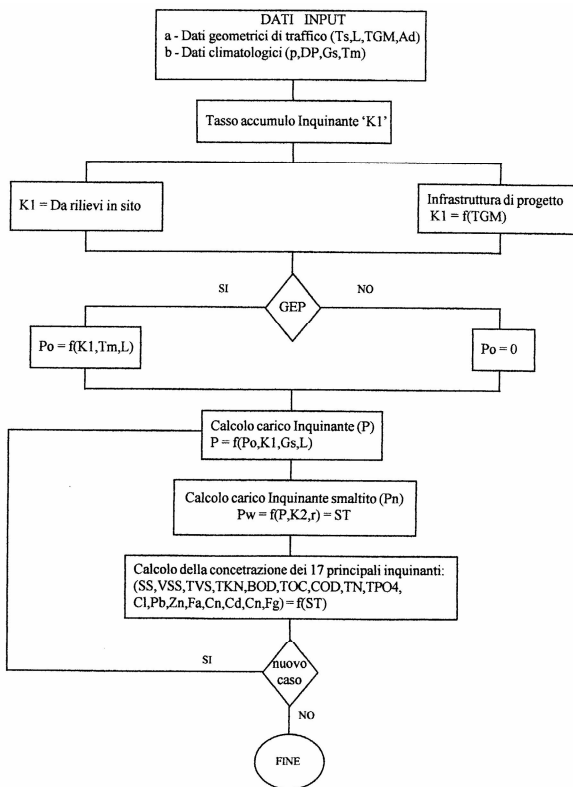 DATI INPUT
a - Dati geometrici di traffico (Ts,L,TGM,Ad)
b - Dati climatologici (p,DP,Gs,Tm)
Tasso accumulo Inquinante ‘K1’
K1 = Da rilievi in sito
Infrastruttura di progetto
K1 = f(TGM)
SI
NO
GEP
Po = f(K1,Tm,L)
Po = 0
Calcolo carico Inquinante (P)
P = f(Po,K1,Gs,L)
Calcolo carico Inquinante smaltito (Pn)
Pw = f(P,K2,r) = ST
Calcolo della concetrazione dei 17 principali inquinanti:
(SS,VSS,TVS,TKN,BOD,TOC,COD,TN,TPO4,
Cl,Pb,Zn,Fa,Cn,Cd,Cn,Fg) = f(ST)
SI
nuovo
caso
NO
FINE